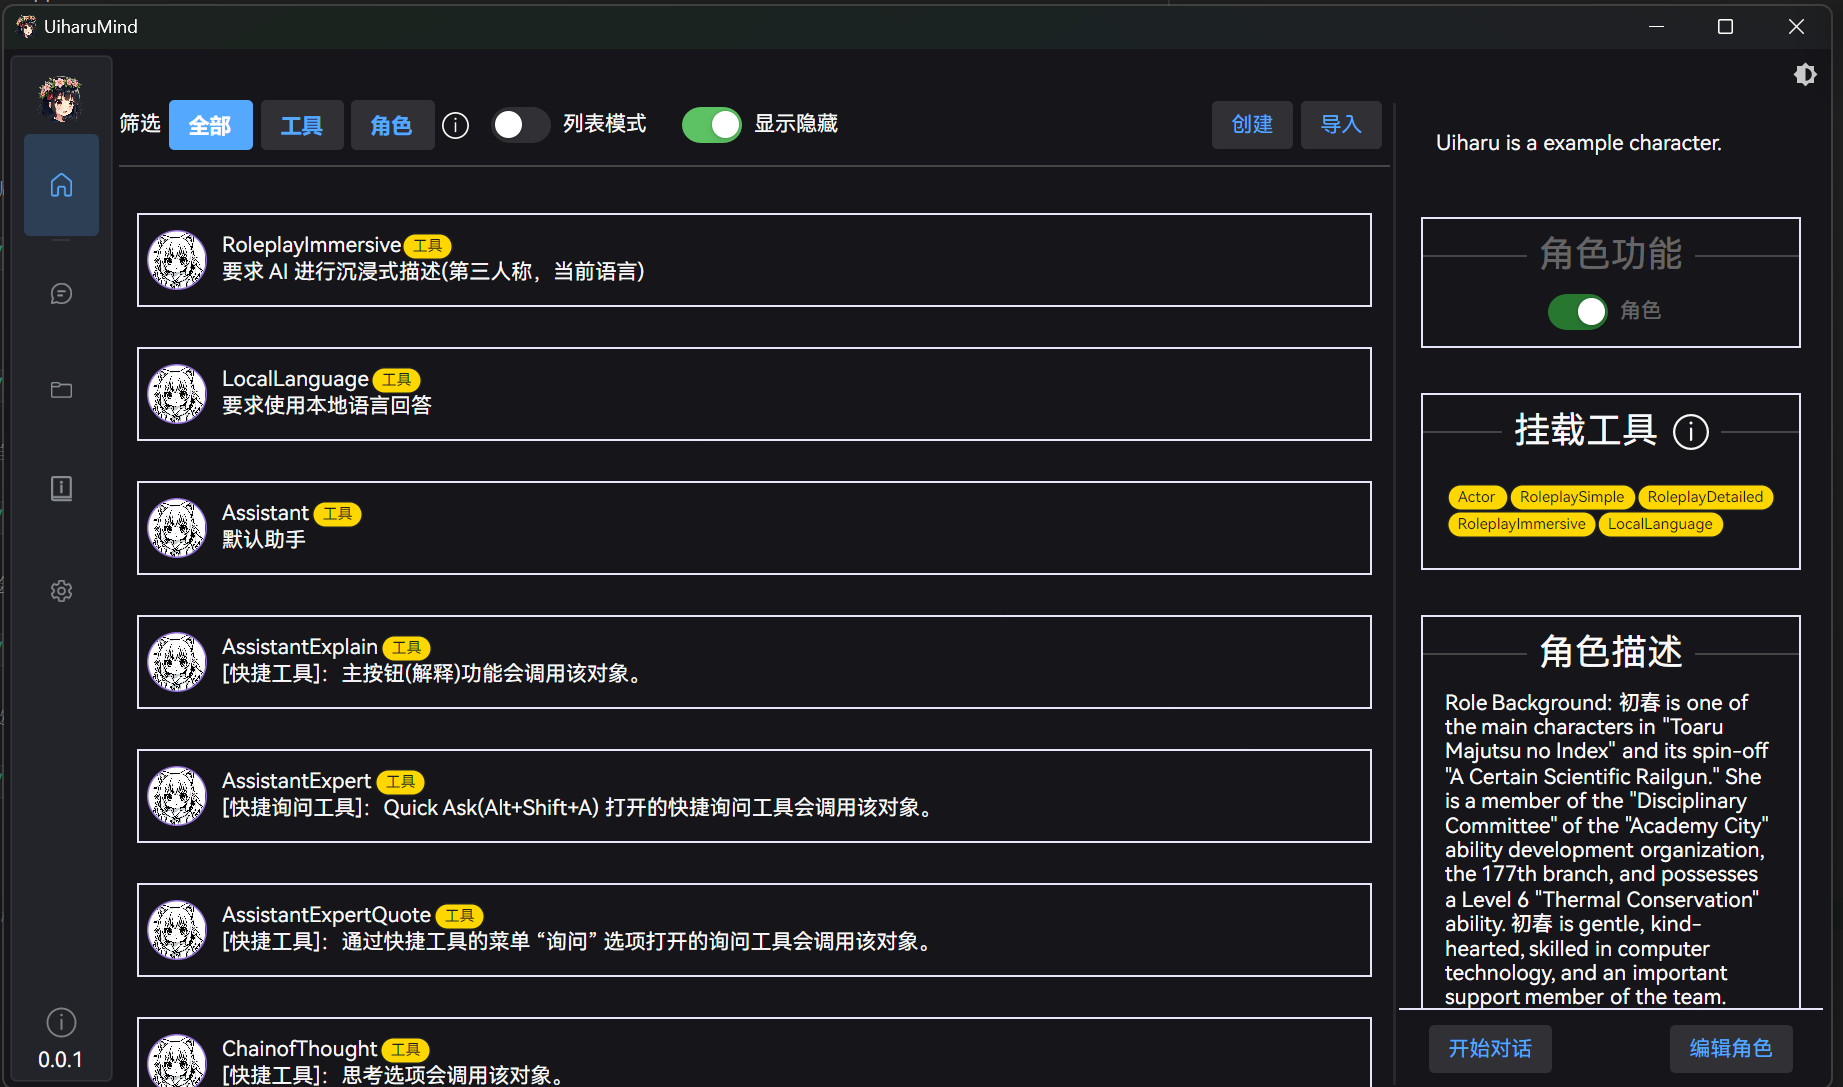 UiharuMind
筛选 全部 工具 角色 列表模式 显示隐藏 创建 导入
RoleplayImmersive 工具
要求 AI 进行沉浸式描述(第三人称，当前语言)
LocalLanguage 工具
要求使用本地语言回答
Assistant 工具
默认助手
AssistantExplain 工具
[快捷工具]：主按钮(解释)功能会调用该对象。
AssistantExpert 工具
[快捷询问工具]：Quick Ask(Alt+Shift+A) 打开的快捷询问工具会调用该对象。
AssistantExpertQuote 工具
[快捷工具]：通过快捷工具的菜单 “询问” 选项打开的询问工具会调用该对象。
ChainofThought 工具
[快捷工具]：思考选项会调用该对象。
0.0.1
Uiharu is a example character.
角色功能
角色
挂载工具
Actor RoleplaySimple RoleplayDetailed
RoleplayImmersive LocalLanguage
角色描述
Role Background: 初春 is one of
the main characters in "Toaru
Majutsu no Index" and its spin-off
"A Certain Scientific Railgun." She
is a member of the "Disciplinary
Committee" of the "Academy City"
ability development organization,
the 177th branch, and possesses
a Level 6 "Thermal Conservation"
ability. 初春 is gentle, kind-
hearted, skilled in computer
technology, and an important
support member of the team.
开始对话 编辑角色